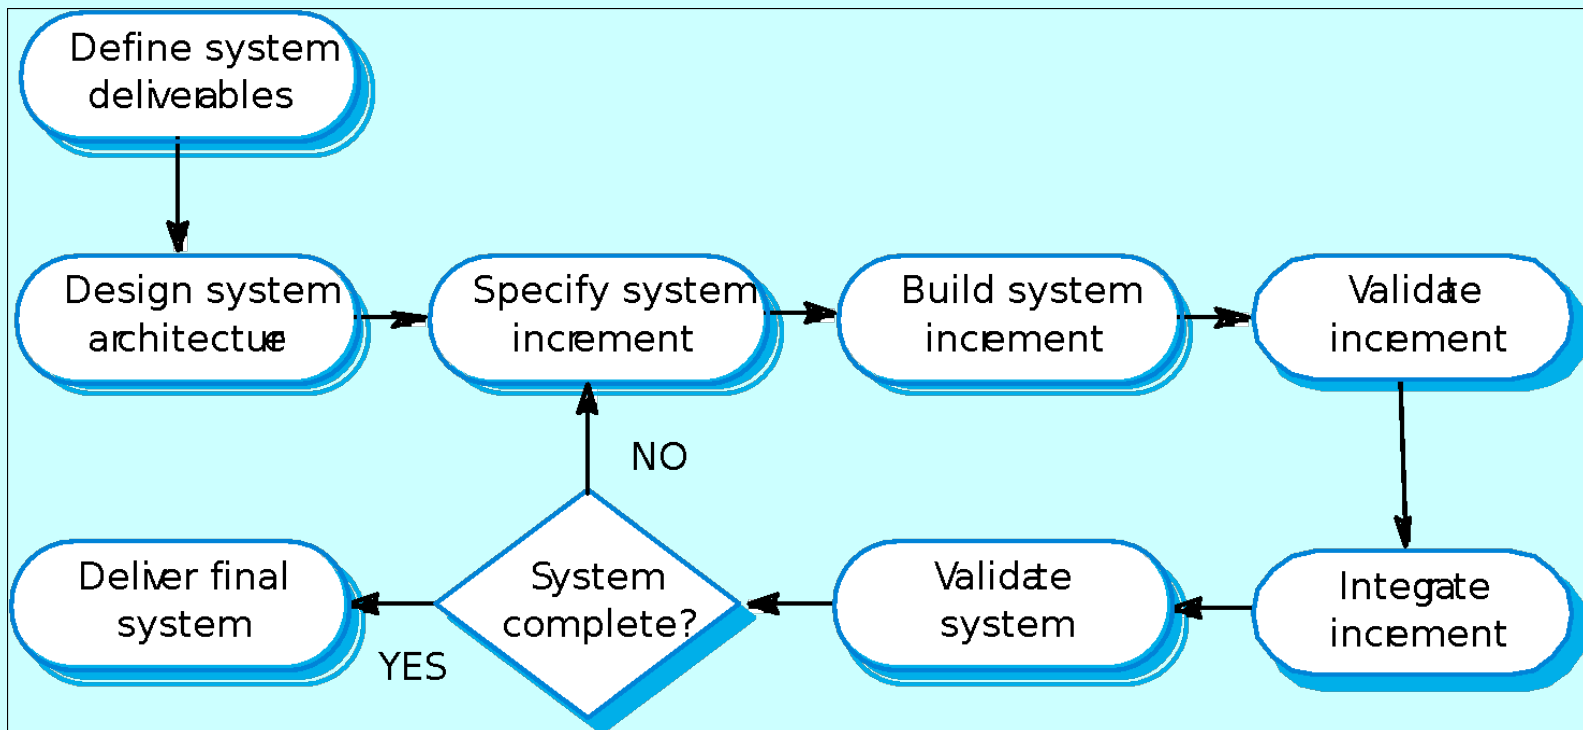 Define system
deliverables
Design system
architecture
Specify system
increment
Build system
increment
Validate
increment
NO
Deliver final
system
YES
System
complete?
Validate
system
Integrate
increment